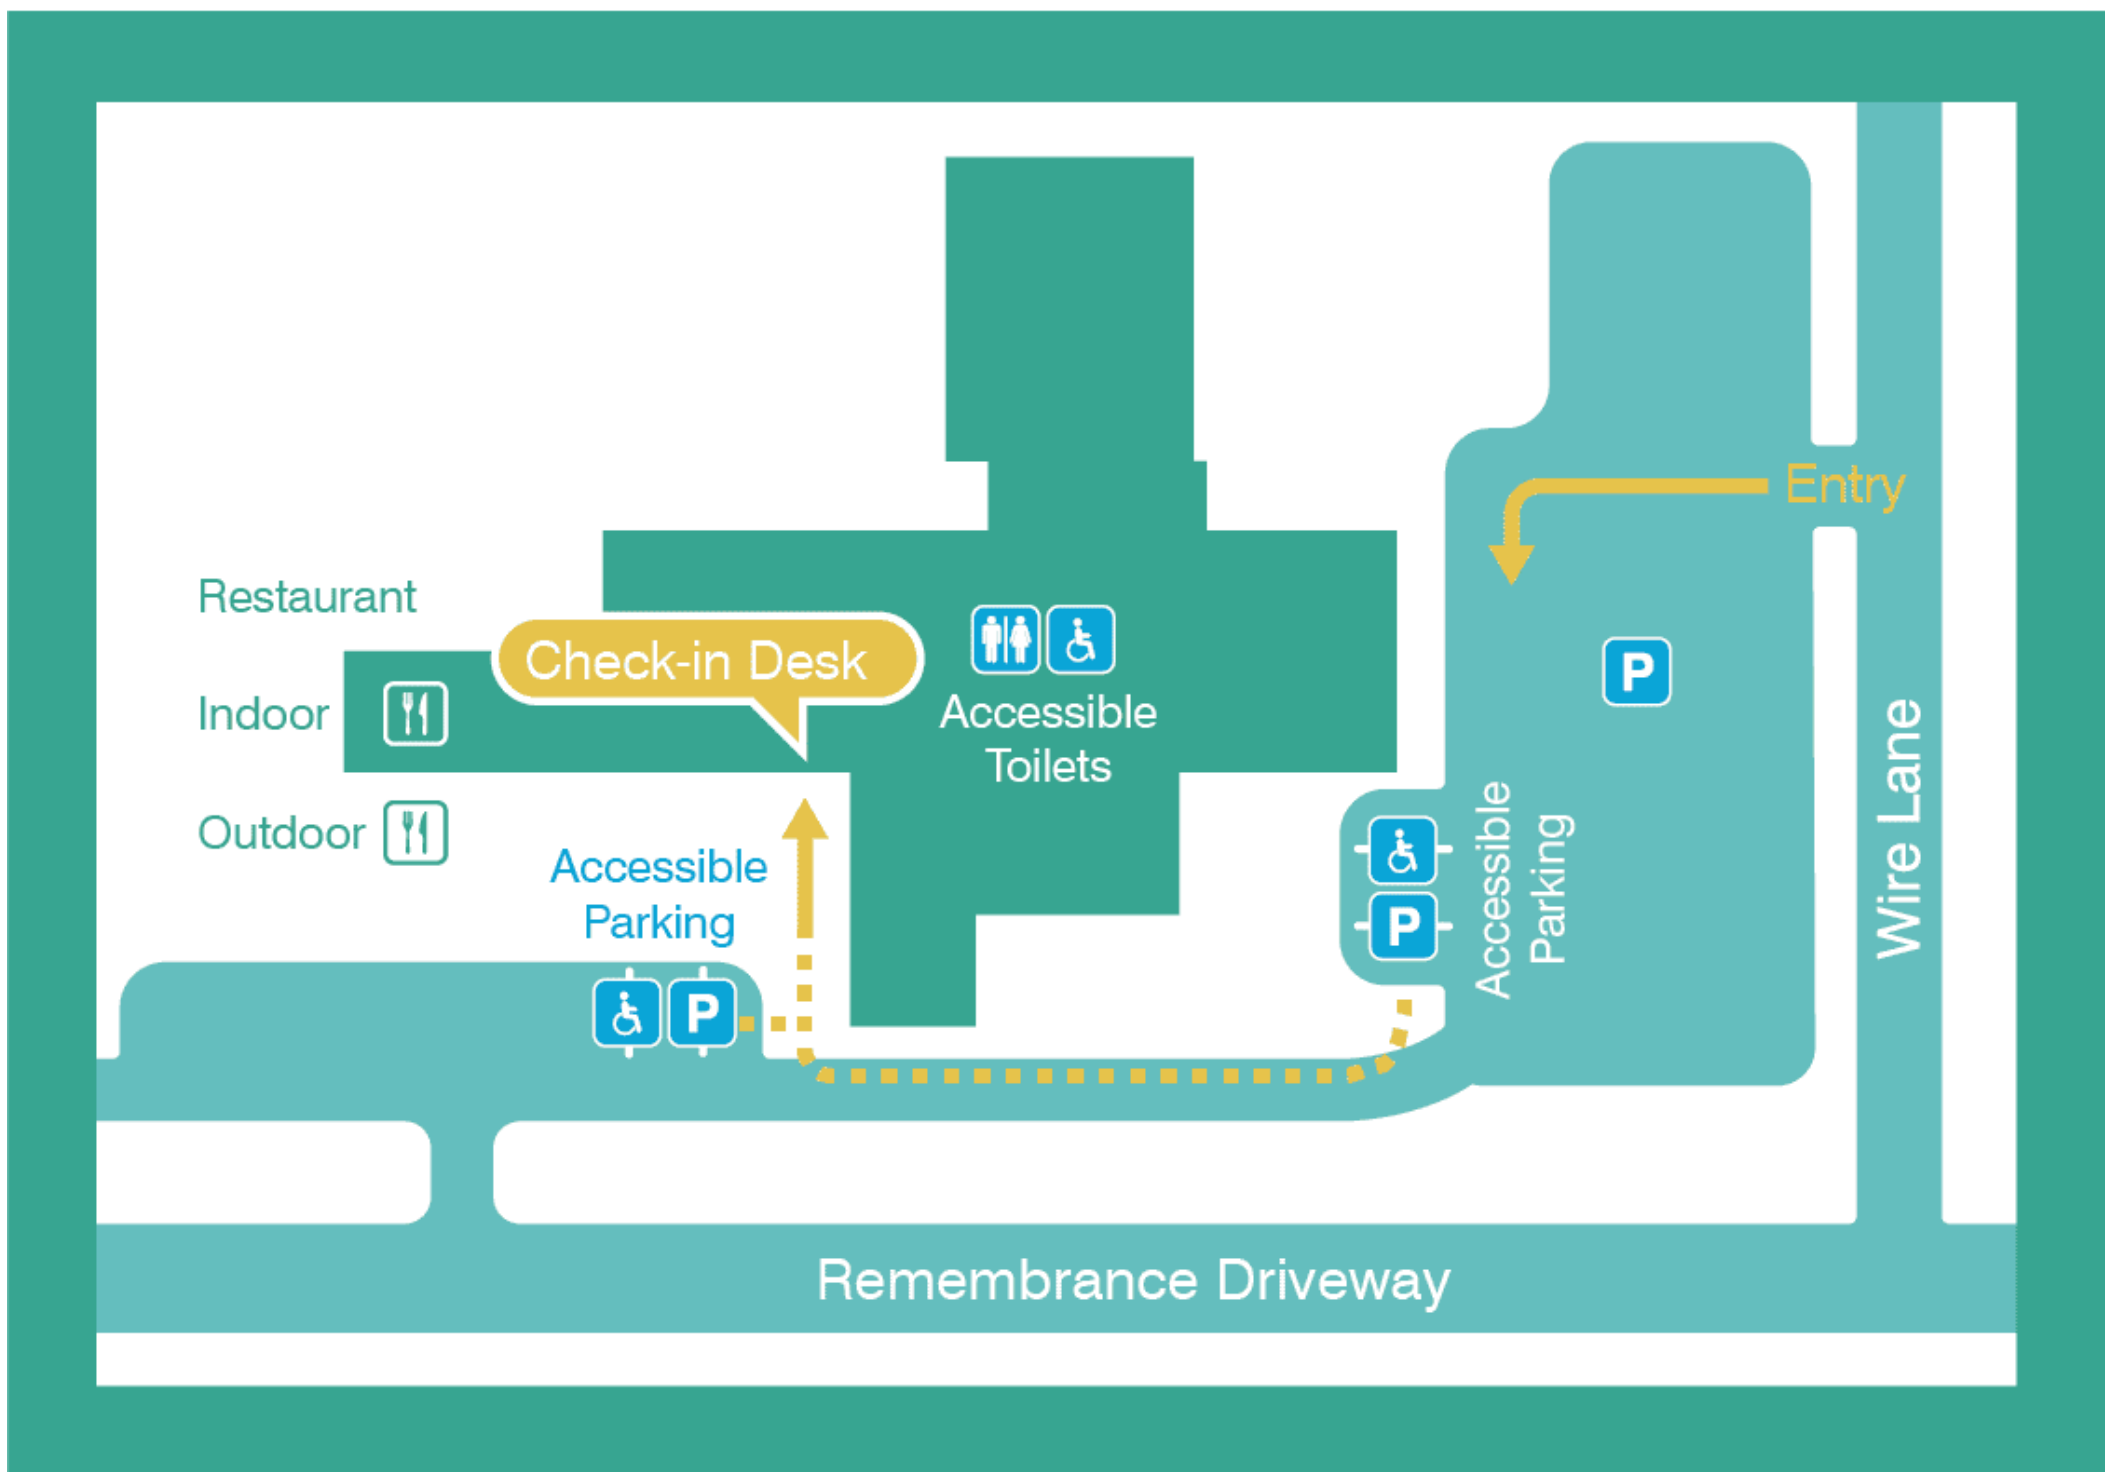 Entry
Restaurant
Check-in Desk
Indoor
Accessible
Toilets
P
Outdoor
Accessible
Parking
P
Accessible
Parking
P
Wire Lane
Remembrance Driveway